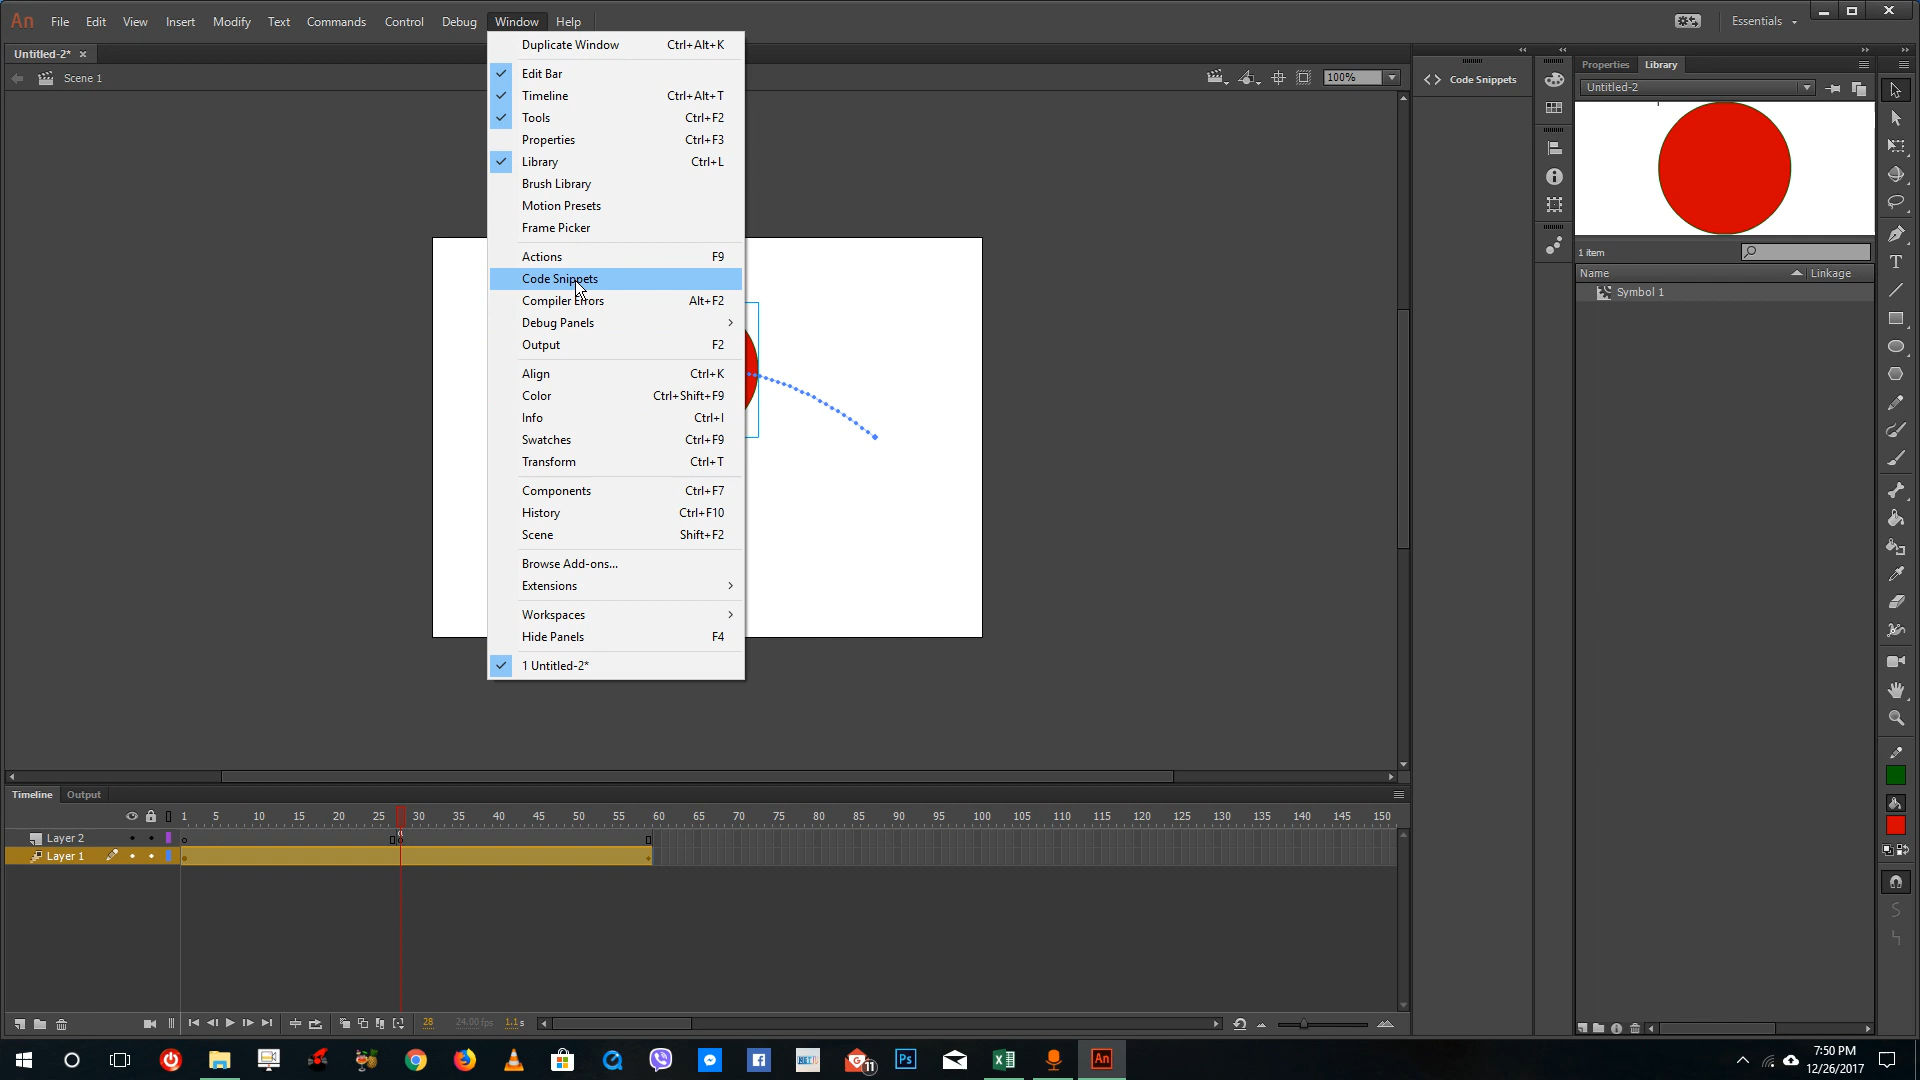 An File Edit View Insert Modify Text Commands Control Debug Window Help Essentials
Untitled-2* ×
Scene 1
100%
Duplicate Window Ctrl+Alt+K
Edit Bar
Timeline Ctrl+Alt+T
Tools Ctrl+F2
Properties Ctrl+F3
Library Ctrl+L
Brush Library
Motion Presets
Frame Picker
Actions F9
Code Snippets
Compiler Errors Alt+F2
Debug Panels
Output F2
Align Ctrl+K
Color Ctrl+Shift+F9
Info Ctrl+I
Swatches Ctrl+F9
Transform Ctrl+T
Components Ctrl+F7
History Ctrl+F10
Scene Shift+F2
Browse Add-ons...
Extensions
Workspaces
Hide Panels F4
1 Untitled-2*
Code Snippets
Properties Library
Untitled-2
1 item
Name Linkage
Symbol 1
Timeline Output
1 5 10 15 20 25 30 35 40 45 50 55 60 65 70 75 80 85 90 95 100 105 110 115 120 125 130 135 140 145 150
Layer 2
Layer 1
28 24.00 fps 1.1 s
11 Ps An
7:50 PM
12/26/2017